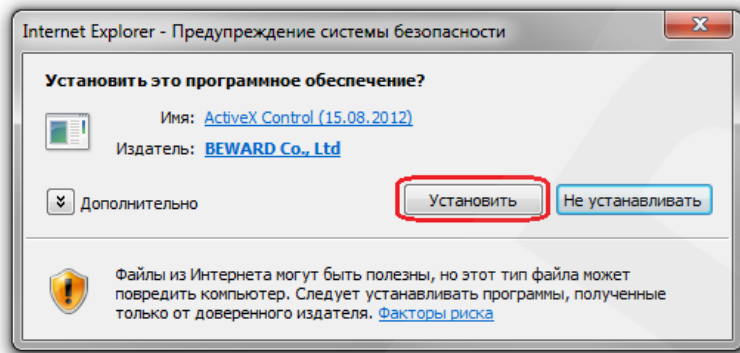 Internet Explorer - Предупреждение системы безопасности
Установить это программное обеспечение?
Имя: ActiveX Control (15.08.2012)
Издатель: BEWARD Co., Ltd
Дополнительно Установить Не устанавливать
Файлы из Интернета могут быть полезны, но этот тип файла может
повредить компьютер. Следует устанавливать программы, полученные
только от доверенного издателя. Факторы риска